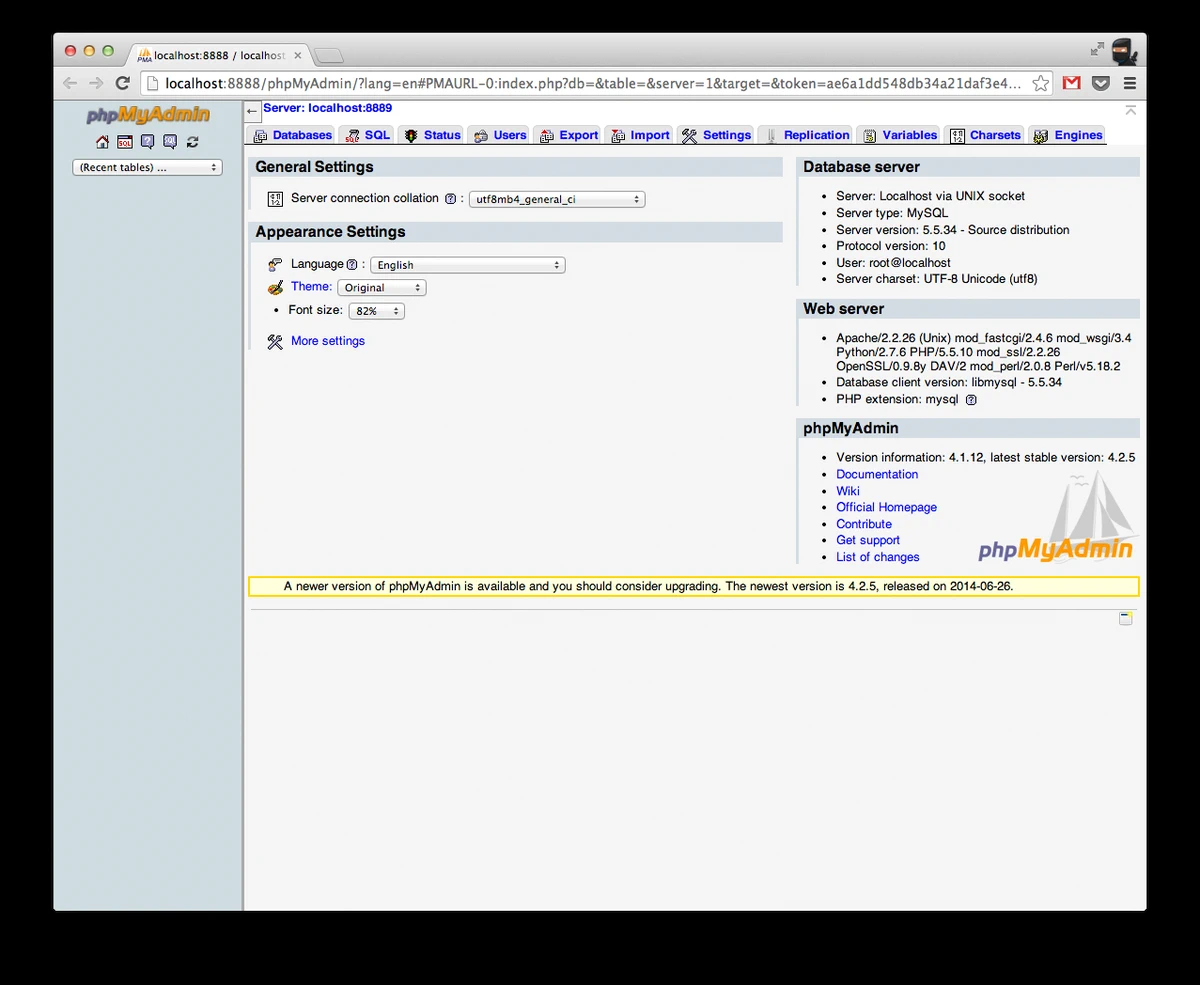 localhost:8888 / localhost
localhost:8888/phpMyAdmin/?lang=en#PMAURL-0:index.php?db=&table=&server=1&target=&token=ae6a1dd548db34a21daf3e4...
phpMyAdmin
(Recent tables) ...
Server: localhost:8889
Databases SQL Status Users Export Import Settings Replication Variables Charsets Engines
General Settings
Server connection collation : utf8mb4_general_ci
Appearance Settings
Language : English
Theme: Original
Font size: 82%
More settings
Database server
Server: Localhost via UNIX socket
Server type: MySQL
Server version: 5.5.34 - Source distribution
Protocol version: 10
User: root@localhost
Server charset: UTF-8 Unicode (utf8)
Web server
Apache/2.2.26 (Unix) mod_fastcgi/2.4.6 mod_wsgi/3.4
Python/2.7.6 PHP/5.5.10 mod_ssl/2.2.26
OpenSSL/0.9.8y DAV/2 mod_perl/2.0.8 Perl/v5.18.2
Database client version: libmysql - 5.5.34
PHP extension: mysql
phpMyAdmin
Version information: 4.1.12, latest stable version: 4.2.5
Documentation
Wiki
Official Homepage
Contribute
Get support
List of changes
phpMyAdmin
A newer version of phpMyAdmin is available and you should consider upgrading. The newest version is 4.2.5, released on 2014-06-26.